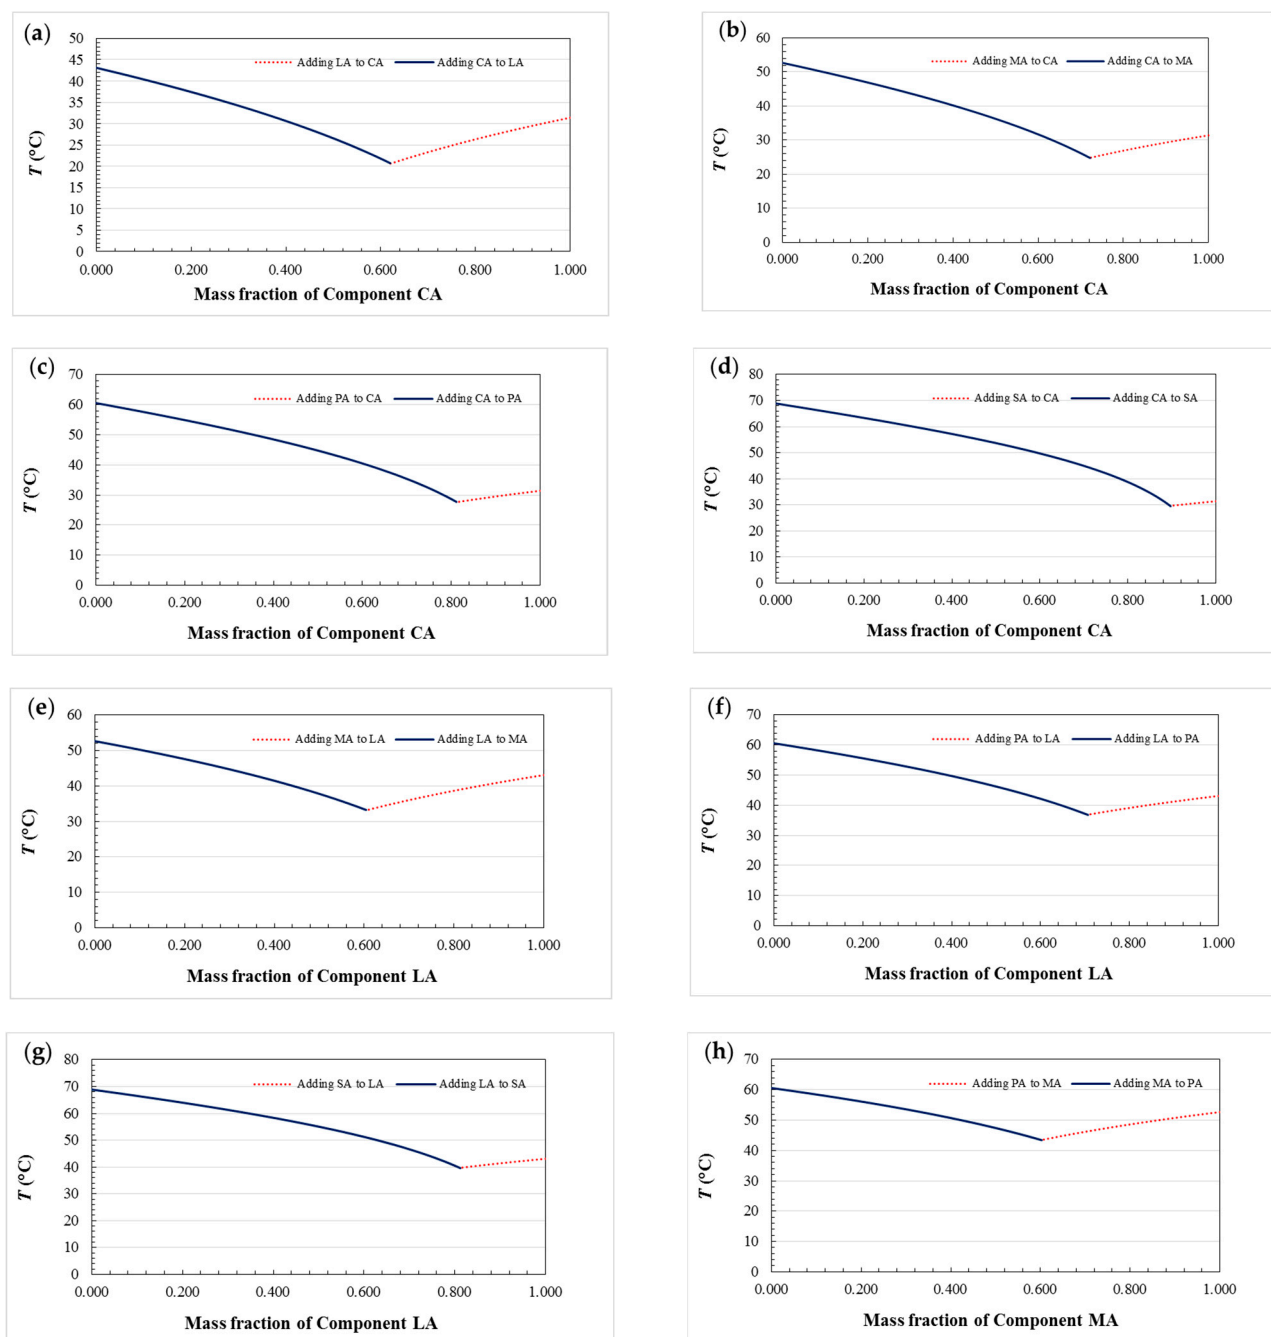 (a)
Adding LA to CA Adding CA to LA
T (°C)
50
45
40
35
30
25
20
15
10
5
0
0.000 0.200 0.400 0.600 0.800 1.000
Mass fraction of Component CA
(b)
Adding MA to CA Adding CA to MA
T (°C)
60
50
40
30
20
10
0
0.000 0.200 0.400 0.600 0.800 1.000
Mass fraction of Component CA
(c)
Adding PA to CA Adding CA to PA
T (°C)
70
60
50
40
30
20
10
0
0.000 0.200 0.400 0.600 0.800 1.000
Mass fraction of Component CA
(d)
Adding SA to CA Adding CA to SA
T (°C)
80
70
60
50
40
30
20
10
0
0.000 0.200 0.400 0.600 0.800 1.000
Mass fraction of Component CA
(e)
Adding MA to LA Adding LA to MA
T (°C)
60
50
40
30
20
10
0
0.000 0.200 0.400 0.600 0.800 1.000
Mass fraction of Component LA
(f)
Adding PA to LA Adding LA to PA
T (°C)
70
60
50
40
30
20
10
0
0.000 0.200 0.400 0.600 0.800 1.000
Mass fraction of Component LA
(g)
Adding SA to LA Adding LA to SA
T (°C)
80
70
60
50
40
30
20
10
0
0.000 0.200 0.400 0.600 0.800 1.000
Mass fraction of Component LA
(h)
Adding PA to MA Adding MA to PA
T (°C)
70
60
50
40
30
20
10
0
0.000 0.200 0.400 0.600 0.800 1.000
Mass fraction of Component MA